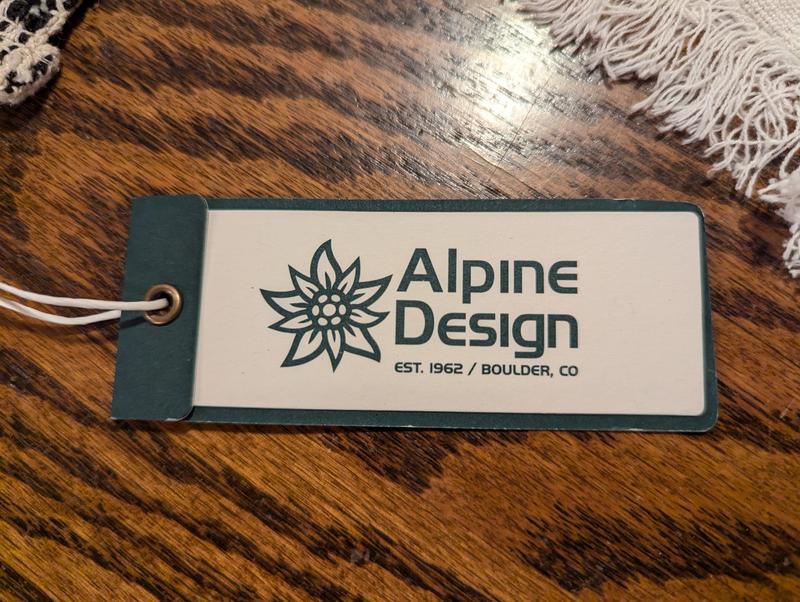 Alpine
Design
EST. 1962 / BOULDER, CO